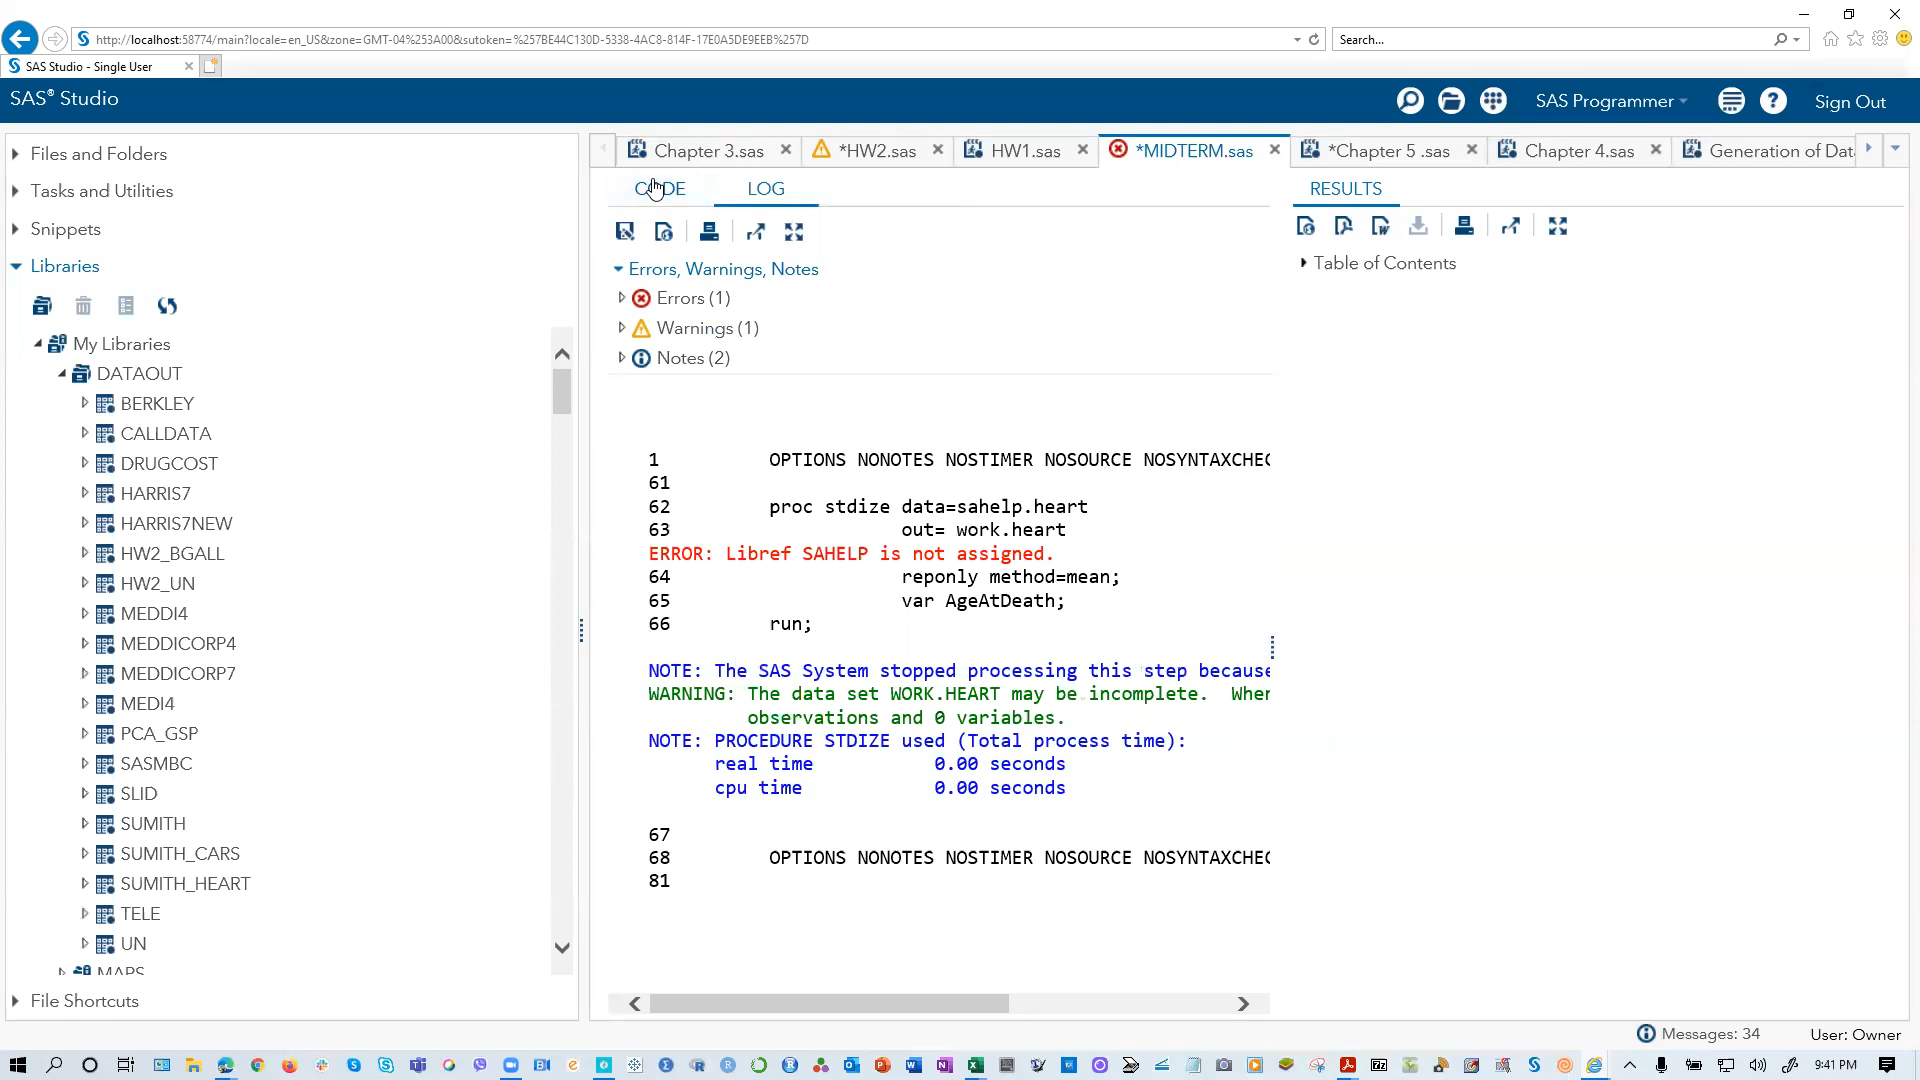 http://localhost:58774/main?locale=en_US&zone=GMT-04%253A00&sutoken=%257BE44C130D-5338-4AC8-814F-17E0A5DE9EEB%257D
Search...
SAS Studio - Single User
SAS® Studio
SAS Programmer
Sign Out
Files and Folders
Tasks and Utilities
Snippets
Libraries
My Libraries
DATAOUT
BERKLEY
CALLDATA
DRUGCOST
HARRIS7
HARRIS7NEW
HW2_BGALL
HW2_UN
MEDDI4
MEDDICORP4
MEDDICORP7
MEDI4
PCA_GSP
SASMBC
SLID
SUMITH
SUMITH_CARS
SUMITH_HEART
TELE
UN
MAPS
File Shortcuts
Chapter 3.sas
*HW2.sas
HW1.sas
*MIDTERM.sas
*Chapter 5 .sas
Chapter 4.sas
Generation of Dat
CODE
LOG
Errors, Warnings, Notes
Errors (1)
Warnings (1)
Notes (2)
1 OPTIONS NONOTES NOSTIMER NOSOURCE NOSYNTAXCHEC
61
62 proc stdize data=sahelp.heart
63 out= work.heart
ERROR: Libref SAHELP is not assigned.
64 reponly method=mean;
65 var AgeAtDeath;
66 run;
NOTE: The SAS System stopped processing this step because
WARNING: The data set WORK.HEART may be incomplete. When
observations and 0 variables.
NOTE: PROCEDURE STDIZE used (Total process time):
real time 0.00 seconds
cpu time 0.00 seconds
67
68 OPTIONS NONOTES NOSTIMER NOSOURCE NOSYNTAXCHEC
81
RESULTS
Table of Contents
Messages: 34
User: Owner
9:41 PM